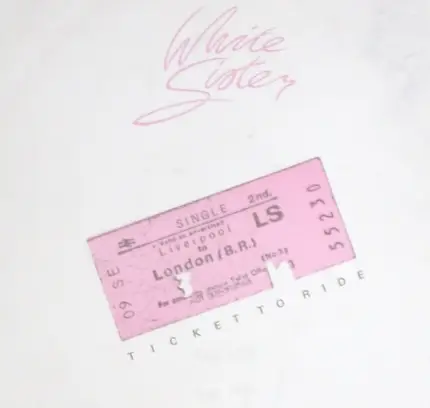 White
Sister
SINGLE 2nd.
LS
Liverpool
to
London (B.R.)
09 SE
55230
TICKET TO RIDE